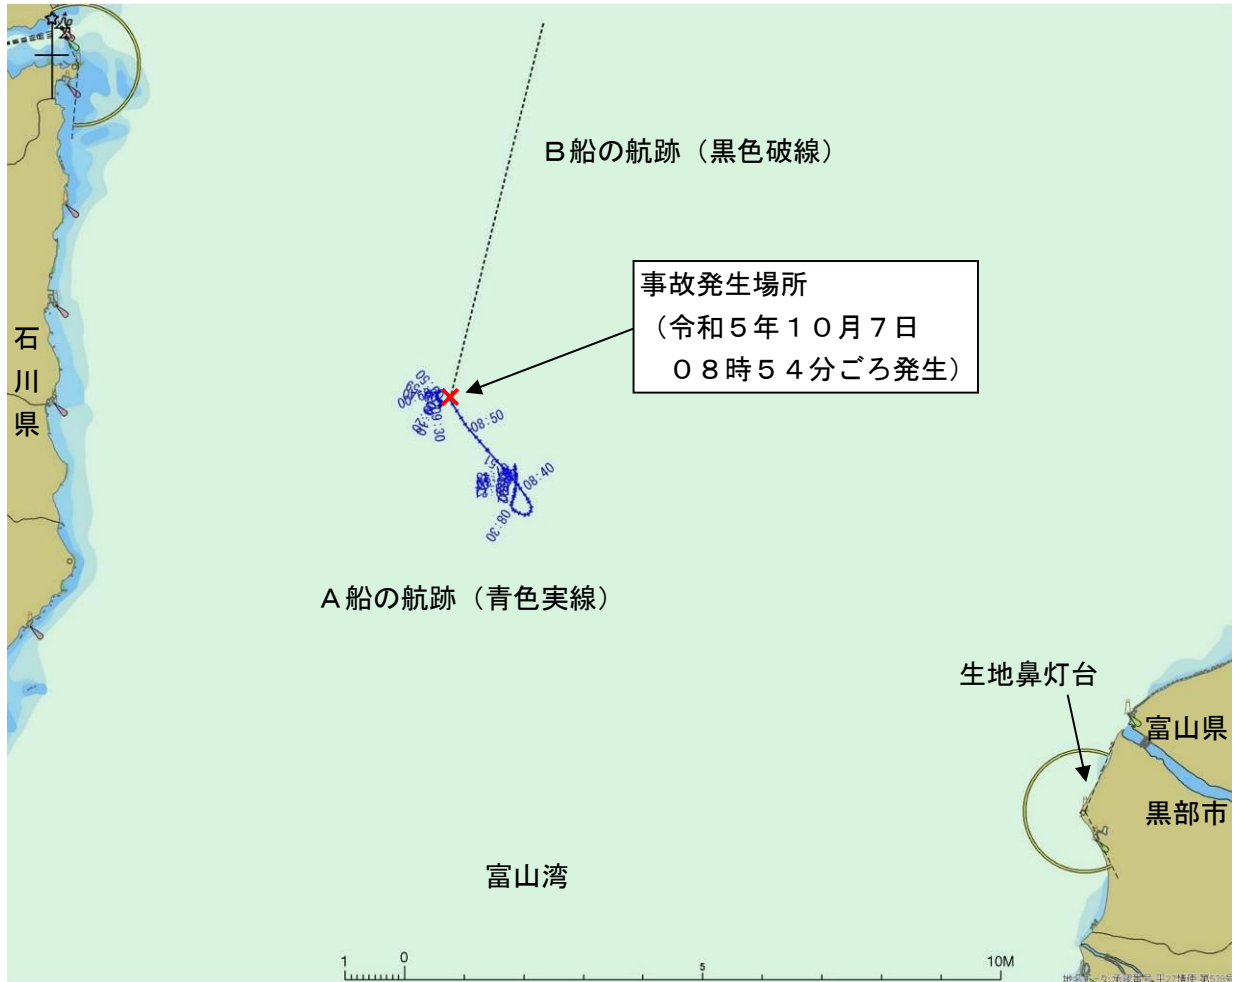 B船の航跡（黒色破線）
事故発生場所
（令和５年１０月７日
０８時５４分ごろ発生）
石川県
08:50
09:30
08:40
08:30
A船の航跡（青色実線）
生地鼻灯台
富山県
黒部市
富山湾
1 0 5 10M